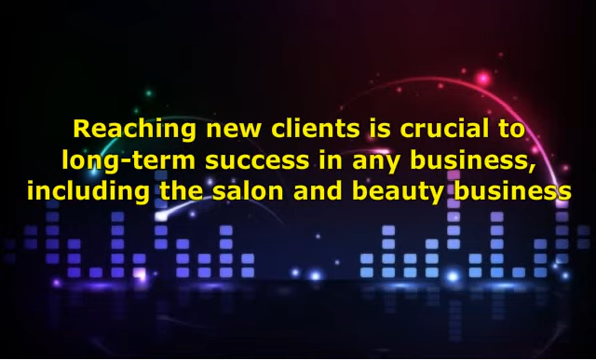 Reaching new clients is crucial to
long-term success in any business,
including the salon and beauty business